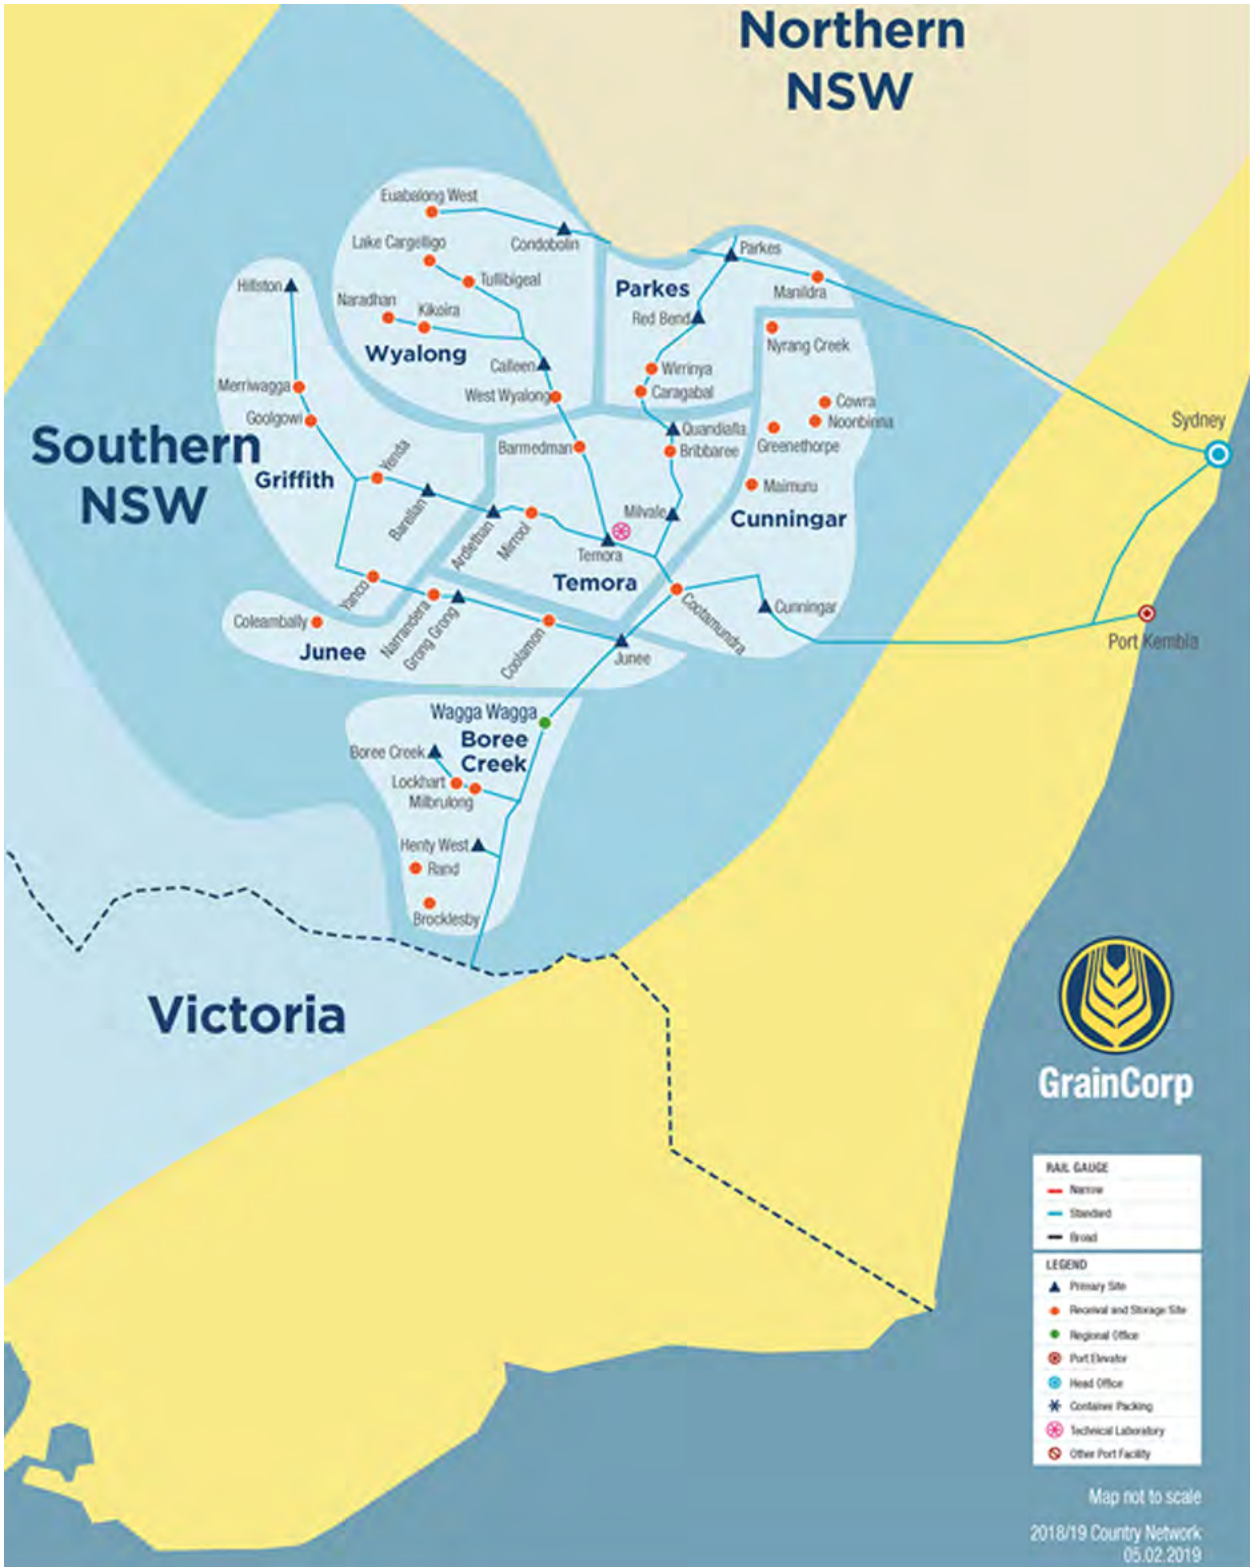 Northern
NSW
Euabalong West
Condobolin
Lake Cargelligo
Tullibigeal
Naradhan
Kikoira
Wyalong
Calleen
West Wyalong
Parkes
Parkes
Manildra
Red Bend
Wirrinya
Caragabal
Nyrang Creek
Cowra
Noonbinna
Greenethorpe
Maimuru
Cunningar
Cunningar
Hillston
Merriwagga
Goolgowi
Griffith
Yenda
Barellan
Yanco
Southern
NSW
Barmedman
Quandialla
Bribbaree
Milvale
Ardlethan
Mirrool
Temora
Temora
Cootamundra
Coleambally
Junee
Narrandera
Grong Grong
Coolamon
Junee
Sydney
Port Kembla
Wagga Wagga
Boree
Creek
Boree Creek
Lockhart
Milbrulong
Henty West
Rand
Brocklesby
Victoria
GrainCorp
RAIL GAUGE
Narrow
Standard
Broad
LEGEND
Primary Site
Receival and Storage Site
Regional Office
Port Elevator
Head Office
Container Packing
Technical Laboratory
Other Port Facility
Map not to scale
2018/19 Country Network
05.02.2019